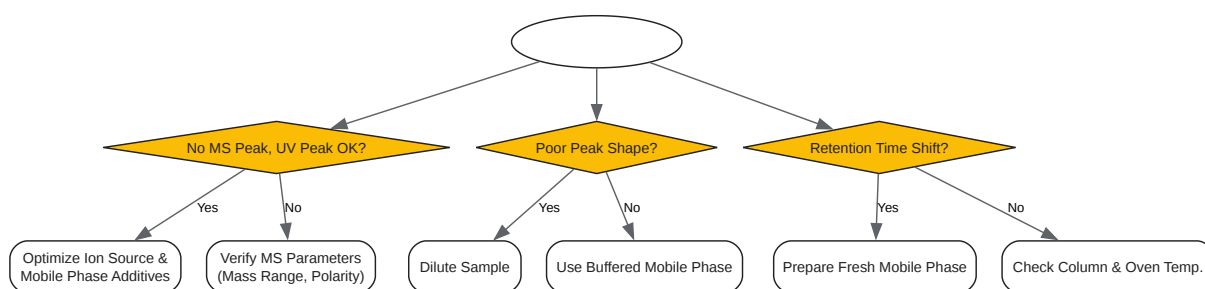 No MS Peak, UV Peak OK?
Poor Peak Shape?
Retention Time Shift?
Yes
No
Yes
No
Yes
No
Optimize Ion Source &
Mobile Phase Additives
Verify MS Parameters
(Mass Range, Polarity)
Dilute Sample
Use Buffered Mobile Phase
Prepare Fresh Mobile Phase
Check Column & Oven Temp.